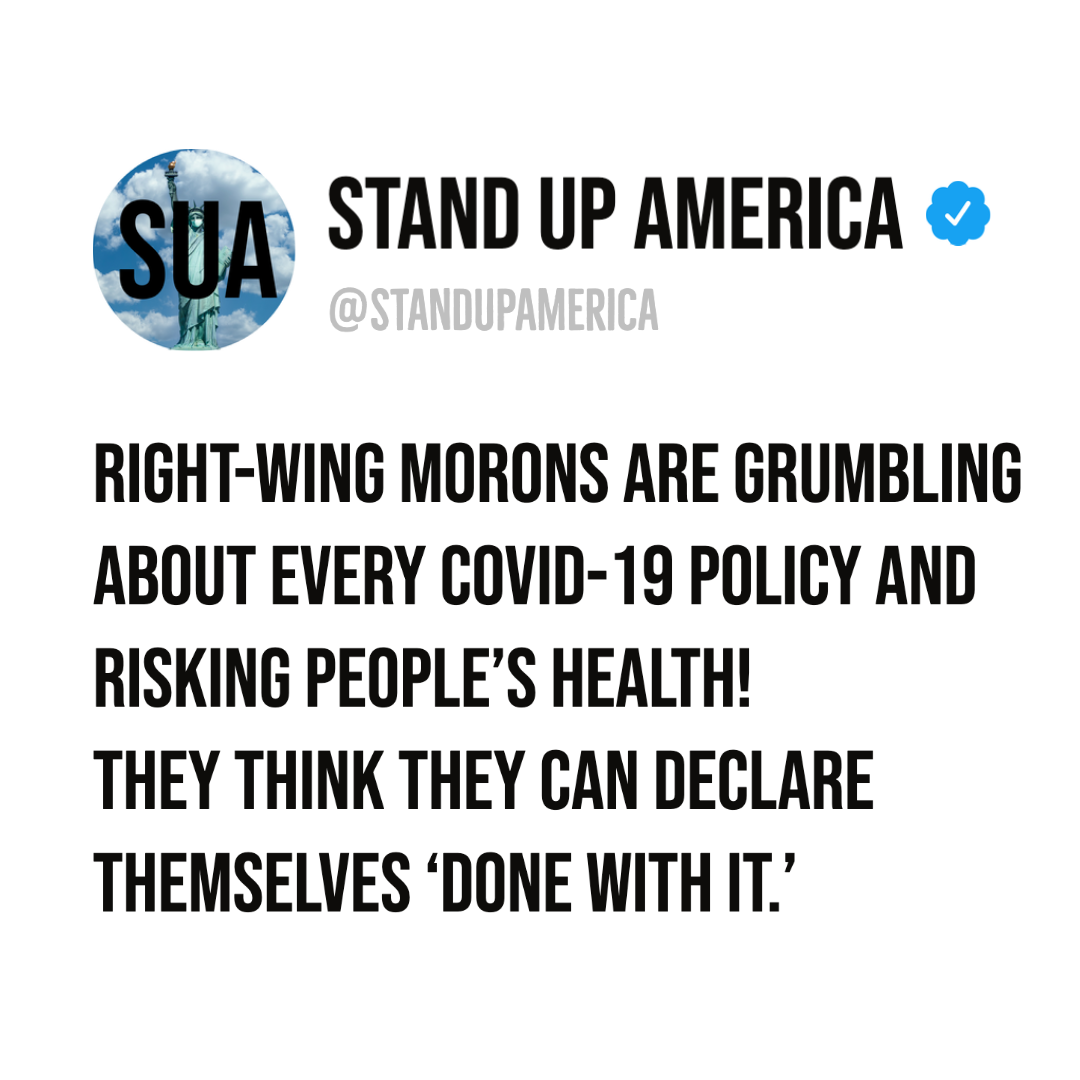 SUA
STAND UP AMERICA
@STANDUPAMERICA
RIGHT-WING MORONS ARE GRUMBLING
ABOUT EVERY COVID-19 POLICY AND
RISKING PEOPLE’S HEALTH!
THEY THINK THEY CAN DECLARE
THEMSELVES ‘DONE WITH IT.’